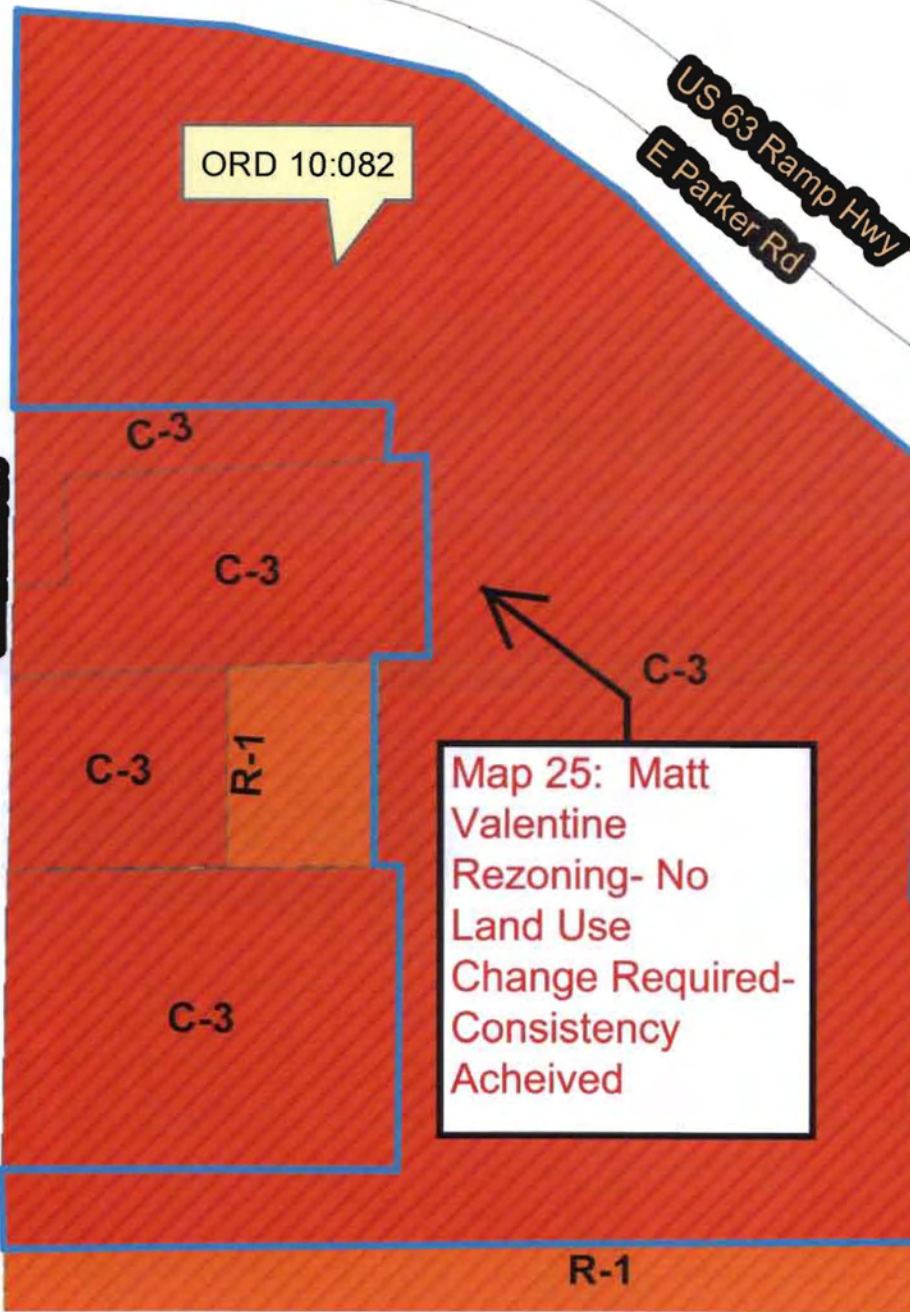 US 63 Ramp Hwy
E Parker Rd
ORD 10:082
C-3
C-3
C-3
C-3
R-1
Map 25:  Matt
Valentine
Rezoning- No
Land Use
Change Required-
Consistency
Acheived
C-3
R-1